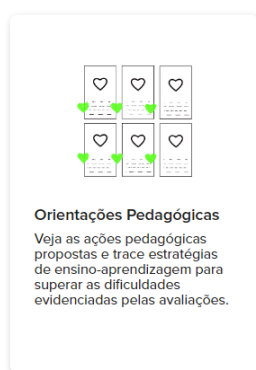 Orientações Pedagógicas
Veja as ações pedagógicas
propostas e trace estratégias
de ensino-aprendizagem para
superar as dificuldades
evidenciadas pelas avaliações.